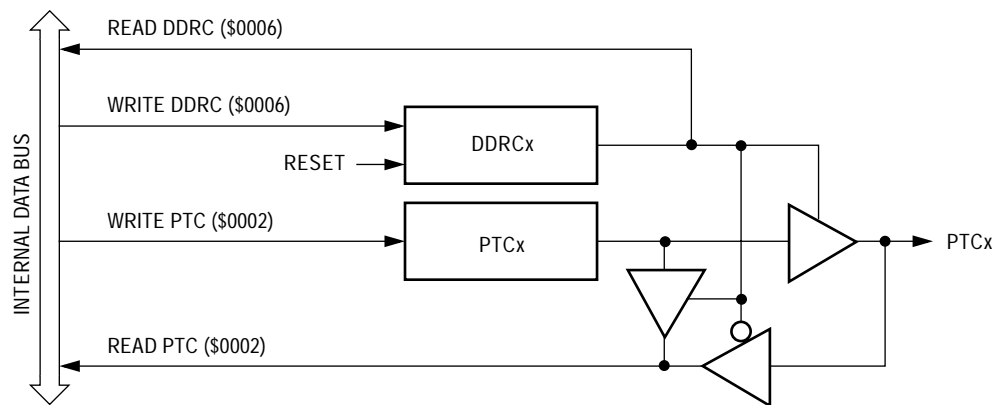 READ DDRC ($0006)
WRITE DDRC ($0006)
DDRCx
RESET
INTERNAL DATA BUS
WRITE PTC ($0002)
PTCx
PTCx
READ PTC ($0002)